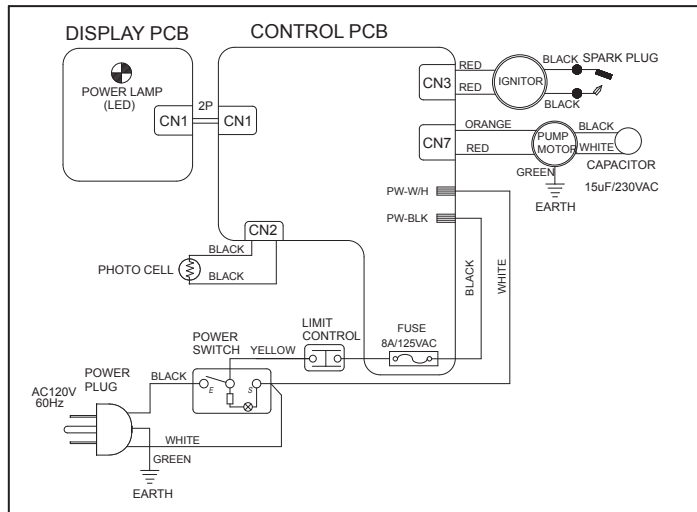 DISPLAY PCB
CONTROL PCB
POWER LAMP
(LED)
CN1
2P
CN1
CN3
RED
RED
IGNITOR
BLACK
SPARK PLUG
BLACK
CN7
ORANGE
RED
PUMP
MOTOR
BLACK
WHITE
CAPACITOR
15uF/230VAC
GREEN
EARTH
PW-W/H
PW-BLK
CN2
BLACK
BLACK
PHOTO CELL
BLACK
WHITE
POWER
SWITCH
YELLOW
LIMIT
CONTROL
FUSE
8A/125VAC
AC120V
60Hz
POWER
PLUG
BLACK
E
S
WHITE
GREEN
EARTH